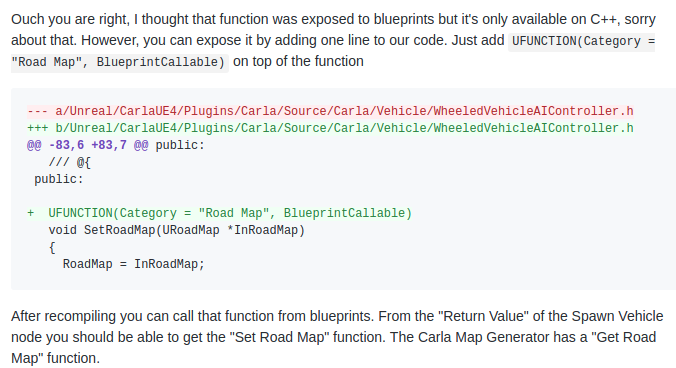 Ouch you are right, I thought that function was exposed to blueprints but it's only available on C++, sorry
about that. However, you can expose it by adding one line to our code. Just add UFUNCTION(Category =
"Road Map", BlueprintCallable) on top of the function
--- a/Unreal/CarlaUE4/Plugins/Carla/Source/Carla/Vehicle/WheeledVehicleAIController.h
+++ b/Unreal/CarlaUE4/Plugins/Carla/Source/Carla/Vehicle/WheeledVehicleAIController.h
@@ -83,6 +83,7 @@ public:
   /// @{
 public:
+  UFUNCTION(Category = "Road Map", BlueprintCallable)
   void SetRoadMap(URoadMap *InRoadMap)
   {
     RoadMap = InRoadMap;
After recompiling you can call that function from blueprints. From the "Return Value" of the Spawn Vehicle
node you should be able to get the "Set Road Map" function. The Carla Map Generator has a "Get Road
Map" function.